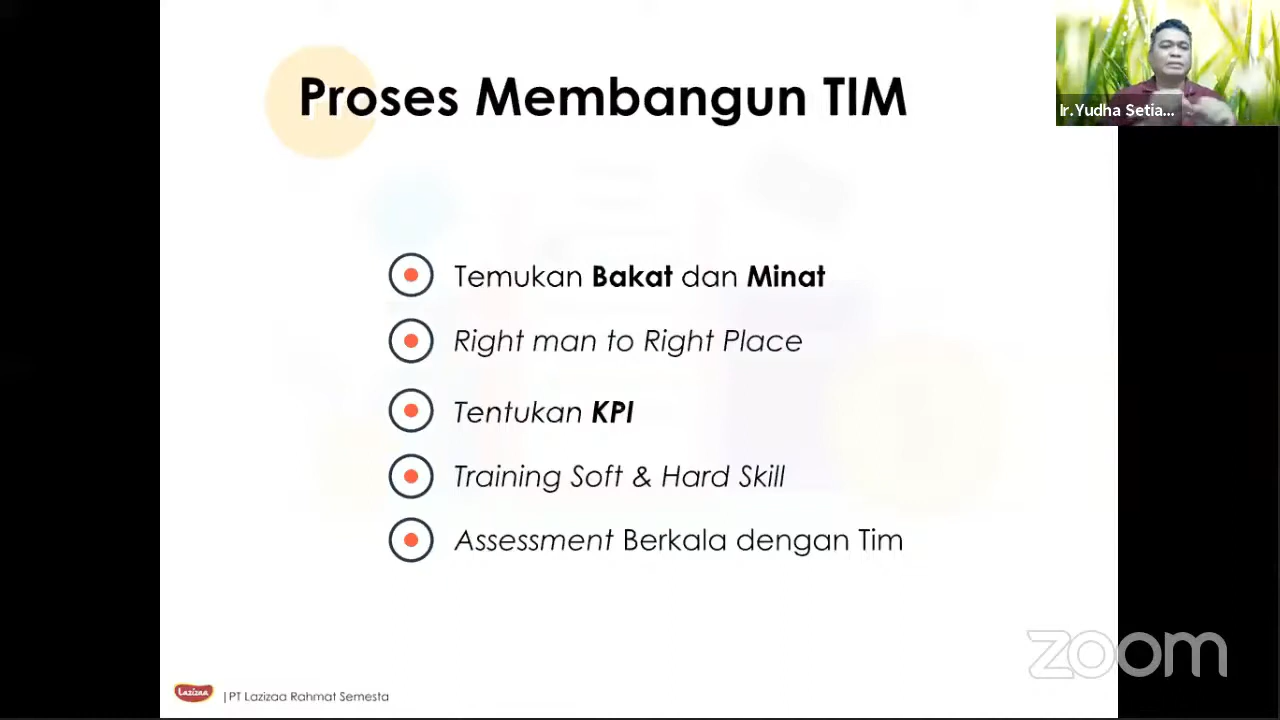 Proses Membangun TIM
Ir.Yudha Setia...
Temukan Bakat dan Minat
Right man to Right Place
Tentukan KPI
Training Soft & Hard Skill
Assessment Berkala dengan Tim
zoom
Lazizaa
|PT Lazizaa Rahmat Semesta